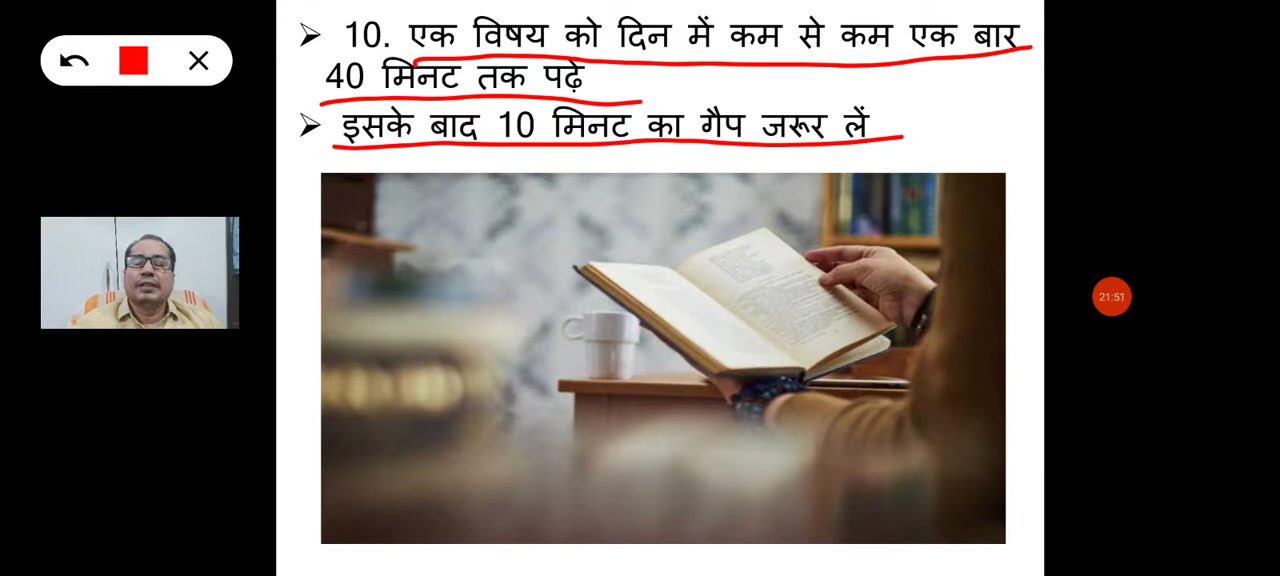 ➢ 10. एक विषय को दिन में कम से कम एक बार
40 मिनट तक पढ़े
➢ इसके बाद 10 मिनट का गैप जरूर लें
21:51